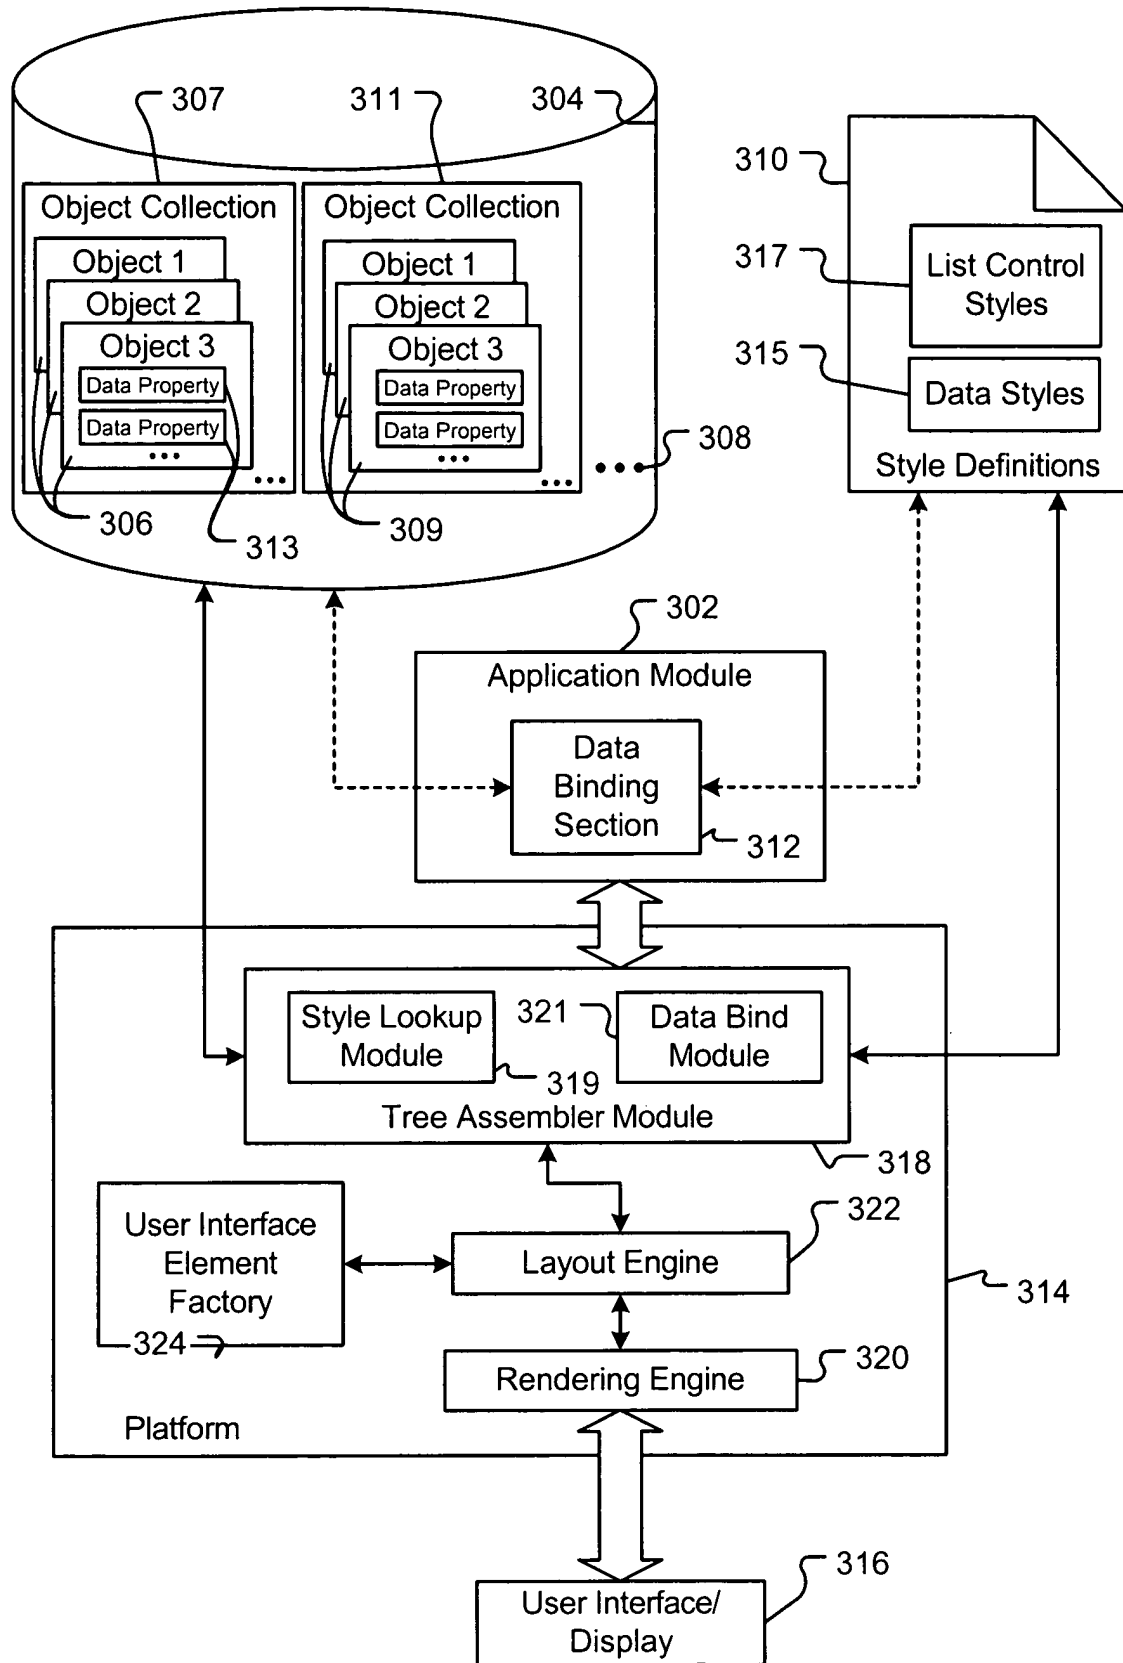 307
311
304
310
Object Collection
Object 1
Object 2
Object 3
Data Property
Data Property
...
...
306
313
Object Collection
Object 1
Object 2
Object 3
Data Property
Data Property
...
...
309
... 308
317
List Control
Styles
315
Data Styles
Style Definitions
302
Application Module
Data
Binding
Section
312
Style Lookup
Module
319
321
Data Bind
Module
Tree Assembler Module
318
User Interface
Element
Factory
324
322
Layout Engine
314
320
Rendering Engine
Platform
316
User Interface/
Display